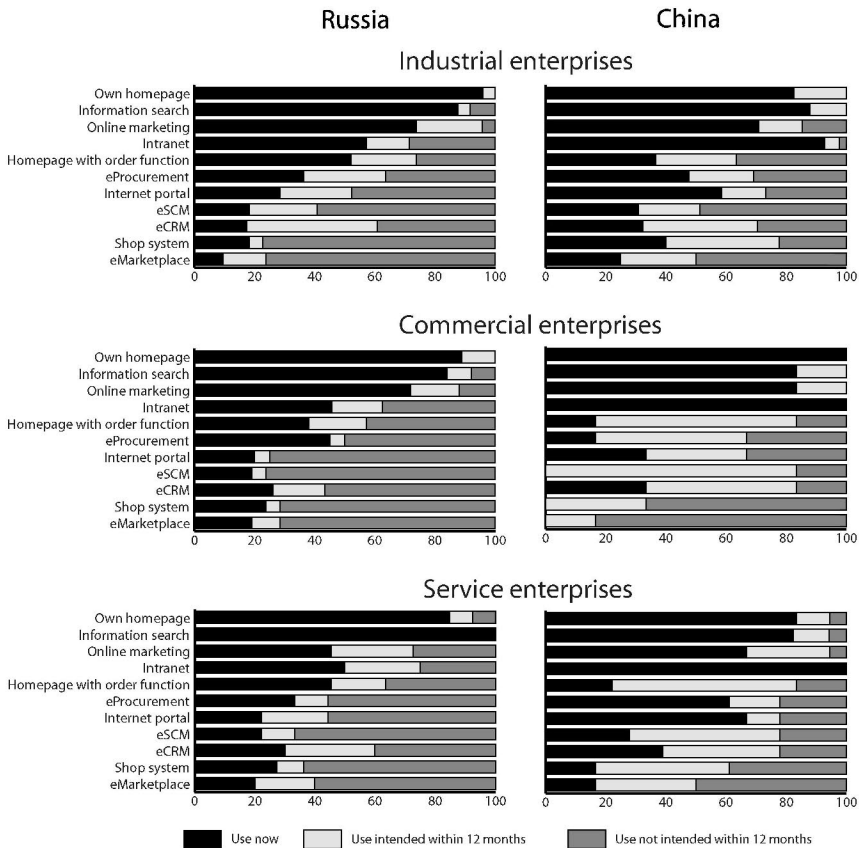 Russia China
Industrial enterprises
Own homepage
Information search
Online marketing
Intranet
Homepage with order function
eProcurement
Internet portal
eSCM
eCRM
Shop system
eMarketplace
0 20 40 60 80 100 0 20 40 60 80 100
Commercial enterprises
Own homepage
Information search
Online marketing
Intranet
Homepage with order function
eProcurement
Internet portal
eSCM
eCRM
Shop system
eMarketplace
0 20 40 60 80 100 0 20 40 60 80 100
Service enterprises
Own homepage
Information search
Online marketing
Intranet
Homepage with order function
eProcurement
Internet portal
eSCM
eCRM
Shop system
eMarketplace
0 20 40 60 80 100 0 20 40 60 80 100
Use now Use intended within 12 months Use not intended within 12 months